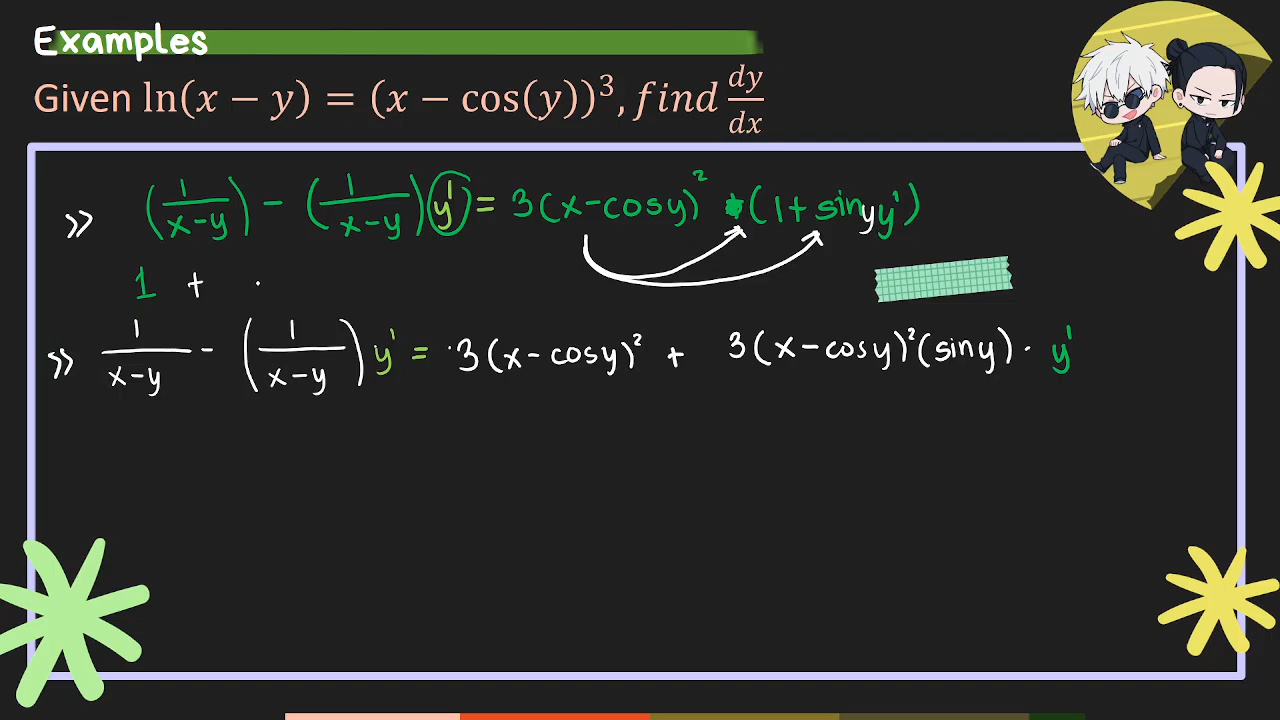 Examples
Given ln(x − y) = (x − cos(y))³, find dy/dx
>> (1/(x-y)) - (1/(x-y)) y' = 3(x-cosy)² • (1 + sinyy')
1 + .
>> 1/(x-y) - (1/(x-y)) y' = 3(x-cosy)² + 3(x-cosy)²(siny) · y'